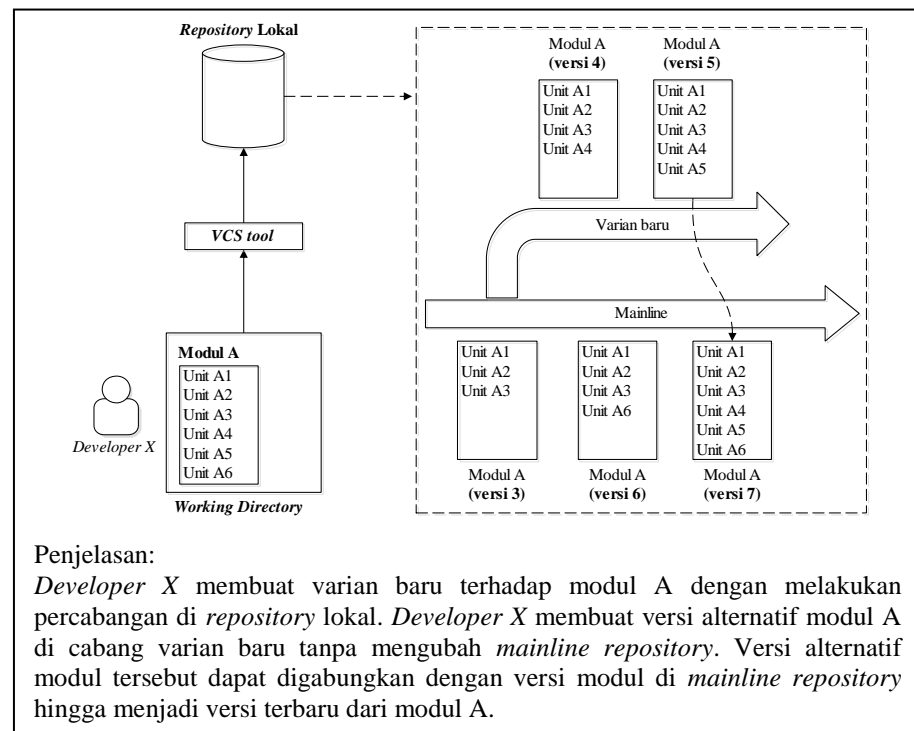 Repository Lokal
Modul A
(versi 4)
Modul A
(versi 5)
Unit A1
Unit A2
Unit A3
Unit A4
Unit A1
Unit A2
Unit A3
Unit A4
Unit A5
VCS tool
Varian baru
Mainline
Modul A
Unit A1
Unit A2
Unit A3
Unit A4
Unit A5
Unit A6
Developer X
Working Directory
Unit A1
Unit A2
Unit A3
Unit A1
Unit A2
Unit A3
Unit A6
Unit A1
Unit A2
Unit A3
Unit A4
Unit A5
Unit A6
Modul A
(versi 3)
Modul A
(versi 6)
Modul A
(versi 7)
Penjelasan:
Developer X membuat varian baru terhadap modul A dengan melakukan
percabangan di repository lokal. Developer X membuat versi alternatif modul A
di cabang varian baru tanpa mengubah mainline repository. Versi alternatif
modul tersebut dapat digabungkan dengan versi modul di mainline repository
hingga menjadi versi terbaru dari modul A.